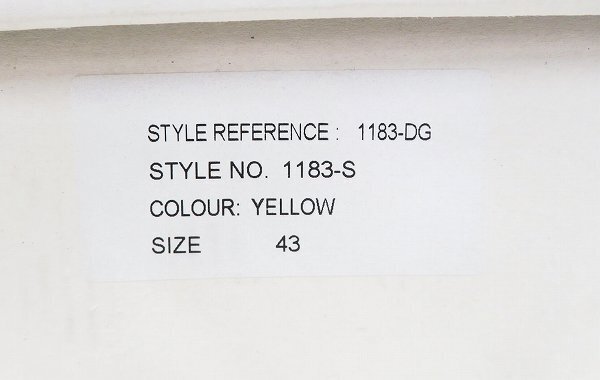 STYLE REFERENCE : 1183-DG
STYLE NO. 1183-S
COLOUR: YELLOW
SIZE 43